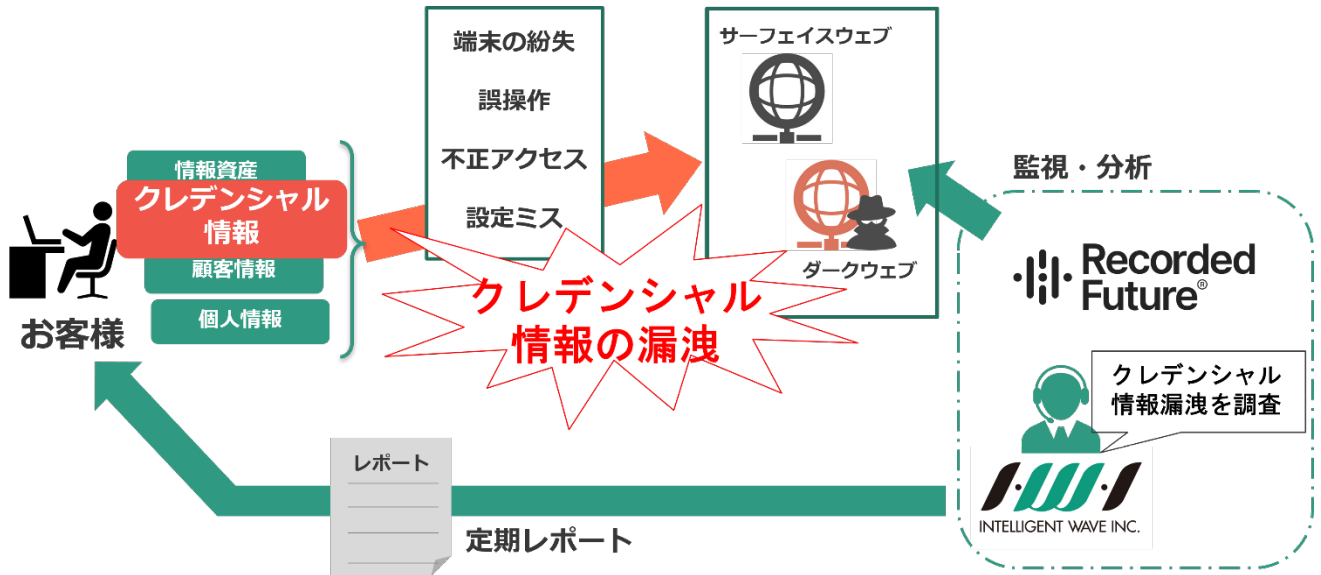 情報資産
クレデンシャル
情報
顧客情報
個人情報
お客様
端末の紛失
誤操作
不正アクセス
設定ミス
クレデンシャル
情報の漏洩
サーフェイスウェブ
ダークウェブ
監視・分析
Recorded
Future®
クレデンシャル
情報漏洩を調査
INTELLIGENT WAVE INC.
レポート
定期レポート